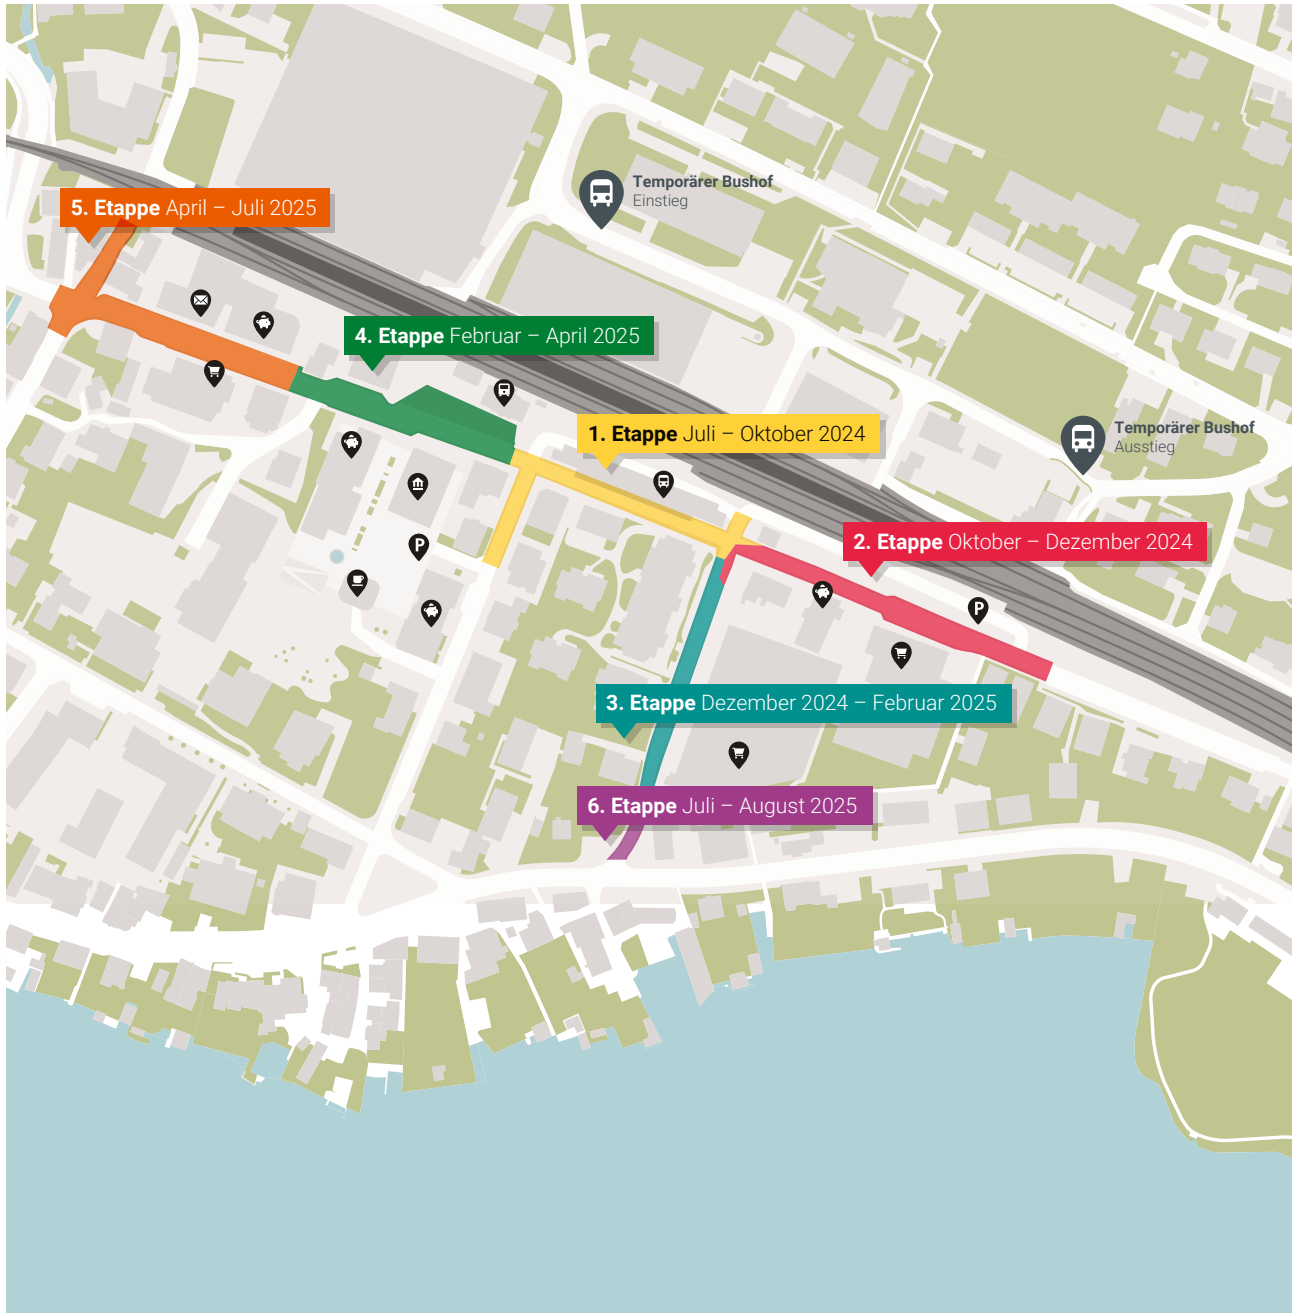 Temporärer Bushof
Einstieg
5. Etappe April – Juli 2025
4. Etappe Februar – April 2025
1. Etappe Juli – Oktober 2024
Temporärer Bushof
Ausstieg
2. Etappe Oktober – Dezember 2024
P
P
3. Etappe Dezember 2024 – Februar 2025
6. Etappe Juli – August 2025